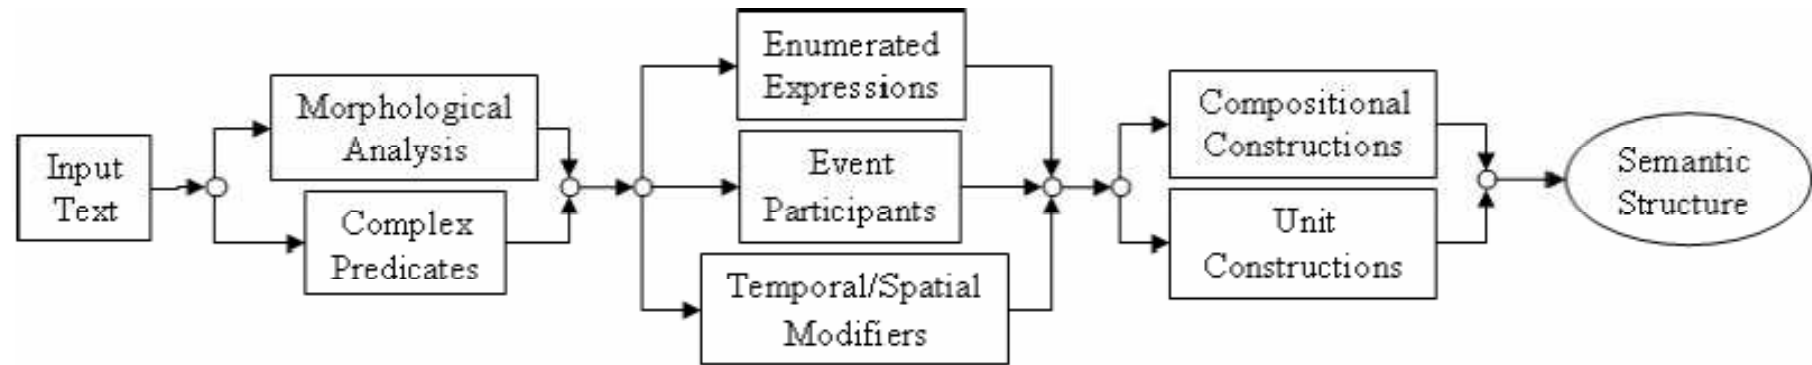 Input
Text
Morphological
Analysis
Complex
Predicates
Enumerated
Expressions
Event
Participants
Temporal/Spatial
Modifiers
Compositional
Constructions
Unit
Constructions
Semantic
Structure